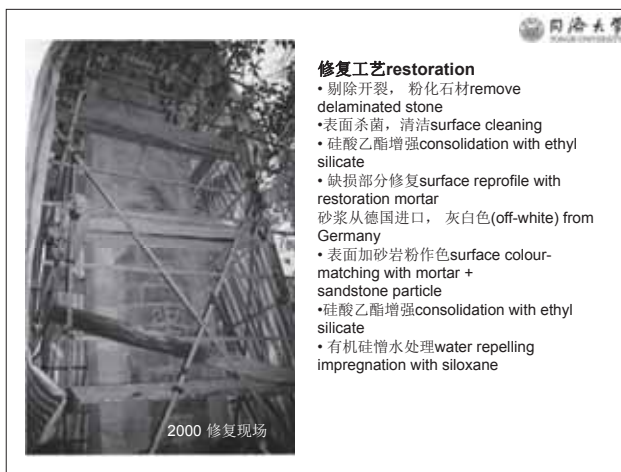 同济大学
TONGJI UNIVERSITY
修复工艺restoration
• 剔除开裂， 粉化石材remove
delaminated stone
•表面杀菌，清洁surface cleaning
• 硅酸乙酯增强consolidation with ethyl
silicate
• 缺损部分修复surface reprofile with
restoration mortar
砂浆从德国进口， 灰白色(off-white) from
Germany
• 表面加砂岩粉作色surface colour-
matching with mortar +
sandstone particle
•硅酸乙酯增强consolidation with ethyl
silicate
• 有机硅憎水处理water repelling
impregnation with siloxane
2000 修复现场